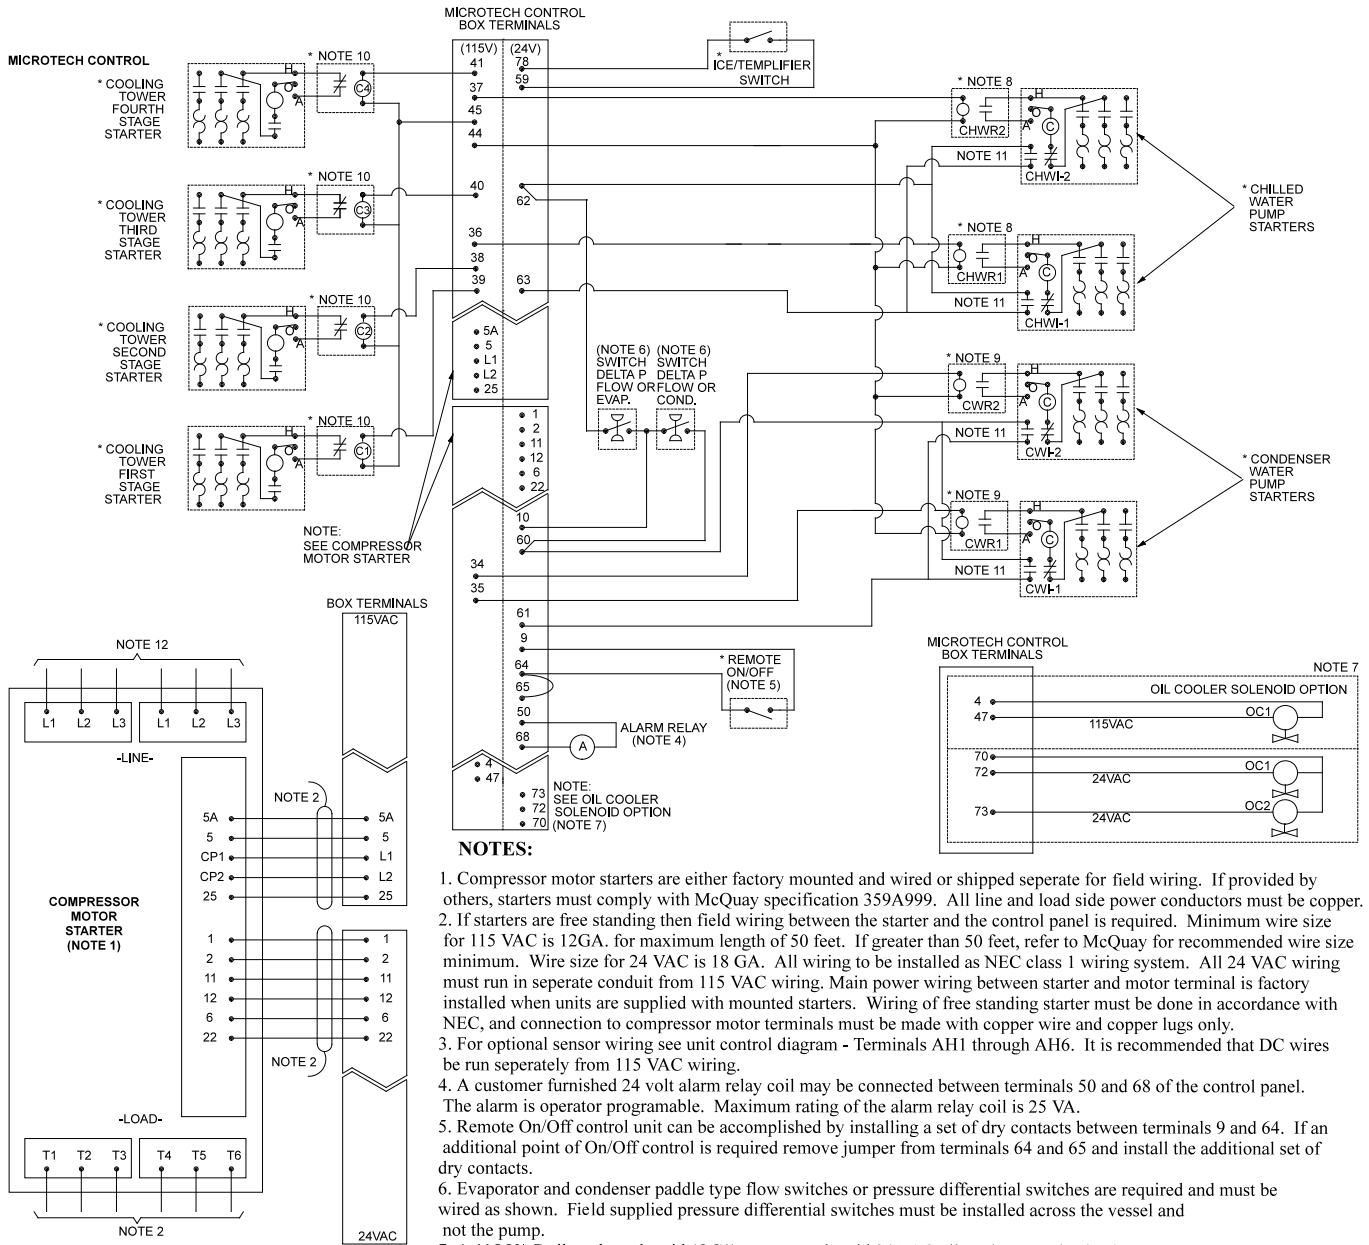 MICROTECH CONTROL
BOX TERMINALS
(115V) (24V)
MICROTECH CONTROL
* COOLING
TOWER
FOURTH
STAGE
STARTER
H
O
A
* NOTE 10
C4
41
37
45
44
78
59
*
ICE/TEMPLIFIER
SWITCH
* NOTE 8
CHWR2
NOTE 11
H
O
A
C
CHWI-2
* CHILLED
WATER
PUMP
STARTERS
* COOLING
TOWER
THIRD
STAGE
STARTER
H
O
A
* NOTE 10
C3
40
62
36
38
39
63
* NOTE 8
CHWR1
NOTE 11
H
O
A
C
CHWI-1
* COOLING
TOWER
SECOND
STAGE
STARTER
H
O
A
* NOTE 10
C2
5A
5
L1
L2
25
(NOTE 6)
SWITCH
DELTA P
FLOW OR
EVAP.
(NOTE 6)
SWITCH
DELTA P
FLOW OR
COND.
* NOTE 9
CWR2
NOTE 11
H
O
A
C
CWI-2
* COOLING
TOWER
FIRST
STAGE
STARTER
H
O
A
* NOTE 10
C1
1
2
11
12
6
22
* CONDENSER
WATER
PUMP
STARTERS
NOTE:
SEE COMPRESSOR
MOTOR STARTER
10
60
34
35
61
9
64
65
50
68
4
47
73
72
70
* NOTE 9
CWR1
NOTE 11
H
O
A
C
CWI-1
* REMOTE
ON/OFF
(NOTE 5)
A
ALARM RELAY
(NOTE 4)
NOTE:
SEE OIL COOLER
SOLENOID OPTION
(NOTE 7)
MICROTECH CONTROL
BOX TERMINALS
NOTE 7
OIL COOLER SOLENOID OPTION
4
47
115VAC
OC1
70
72
24VAC
OC1
73
24VAC
OC2
BOX TERMINALS
115VAC
NOTE 12
L1 L2 L3 L1 L2 L3
-LINE-
NOTE 2
5A 5A
5 5
CP1 L1
CP2 L2
25 25
COMPRESSOR
MOTOR
STARTER
(NOTE 1)
1 1
2 2
11 11
12 12
6 6
22 22
NOTE 2
-LOAD-
T1 T2 T3 T4 T5 T6
NOTE 2
24VAC
NOTES:
1. Compressor motor starters are either factory mounted and wired or shipped seperate for field wiring. If provided by
others, starters must comply with McQuay specification 359A999. All line and load side power conductors must be copper.
2. If starters are free standing then field wiring between the starter and the control panel is required. Minimum wire size
for 115 VAC is 12GA. for maximum length of 50 feet. If greater than 50 feet, refer to McQuay for recommended wire size
minimum. Wire size for 24 VAC is 18 GA. All wiring to be installed as NEC class 1 wiring system. All 24 VAC wiring
must run in seperate conduit from 115 VAC wiring. Main power wiring between starter and motor terminal is factory
installed when units are supplied with mounted starters. Wiring of free standing starter must be done in accordance with
NEC, and connection to compressor motor terminals must be made with copper wire and copper lugs only.
3. For optional sensor wiring see unit control diagram - Terminals AH1 through AH6. It is recommended that DC wires
be run seperately from 115 VAC wiring.
4. A customer furnished 24 volt alarm relay coil may be connected between terminals 50 and 68 of the control panel.
The alarm is operator programable. Maximum rating of the alarm relay coil is 25 VA.
5. Remote On/Off control unit can be accomplished by installing a set of dry contacts between terminals 9 and 64. If an
additional point of On/Off control is required remove jumper from terminals 64 and 65 and install the additional set of
dry contacts.
6. Evaporator and condenser paddle type flow switches or pressure differential switches are required and must be
wired as shown. Field supplied pressure differential switches must be installed across the vessel and
not the pump.